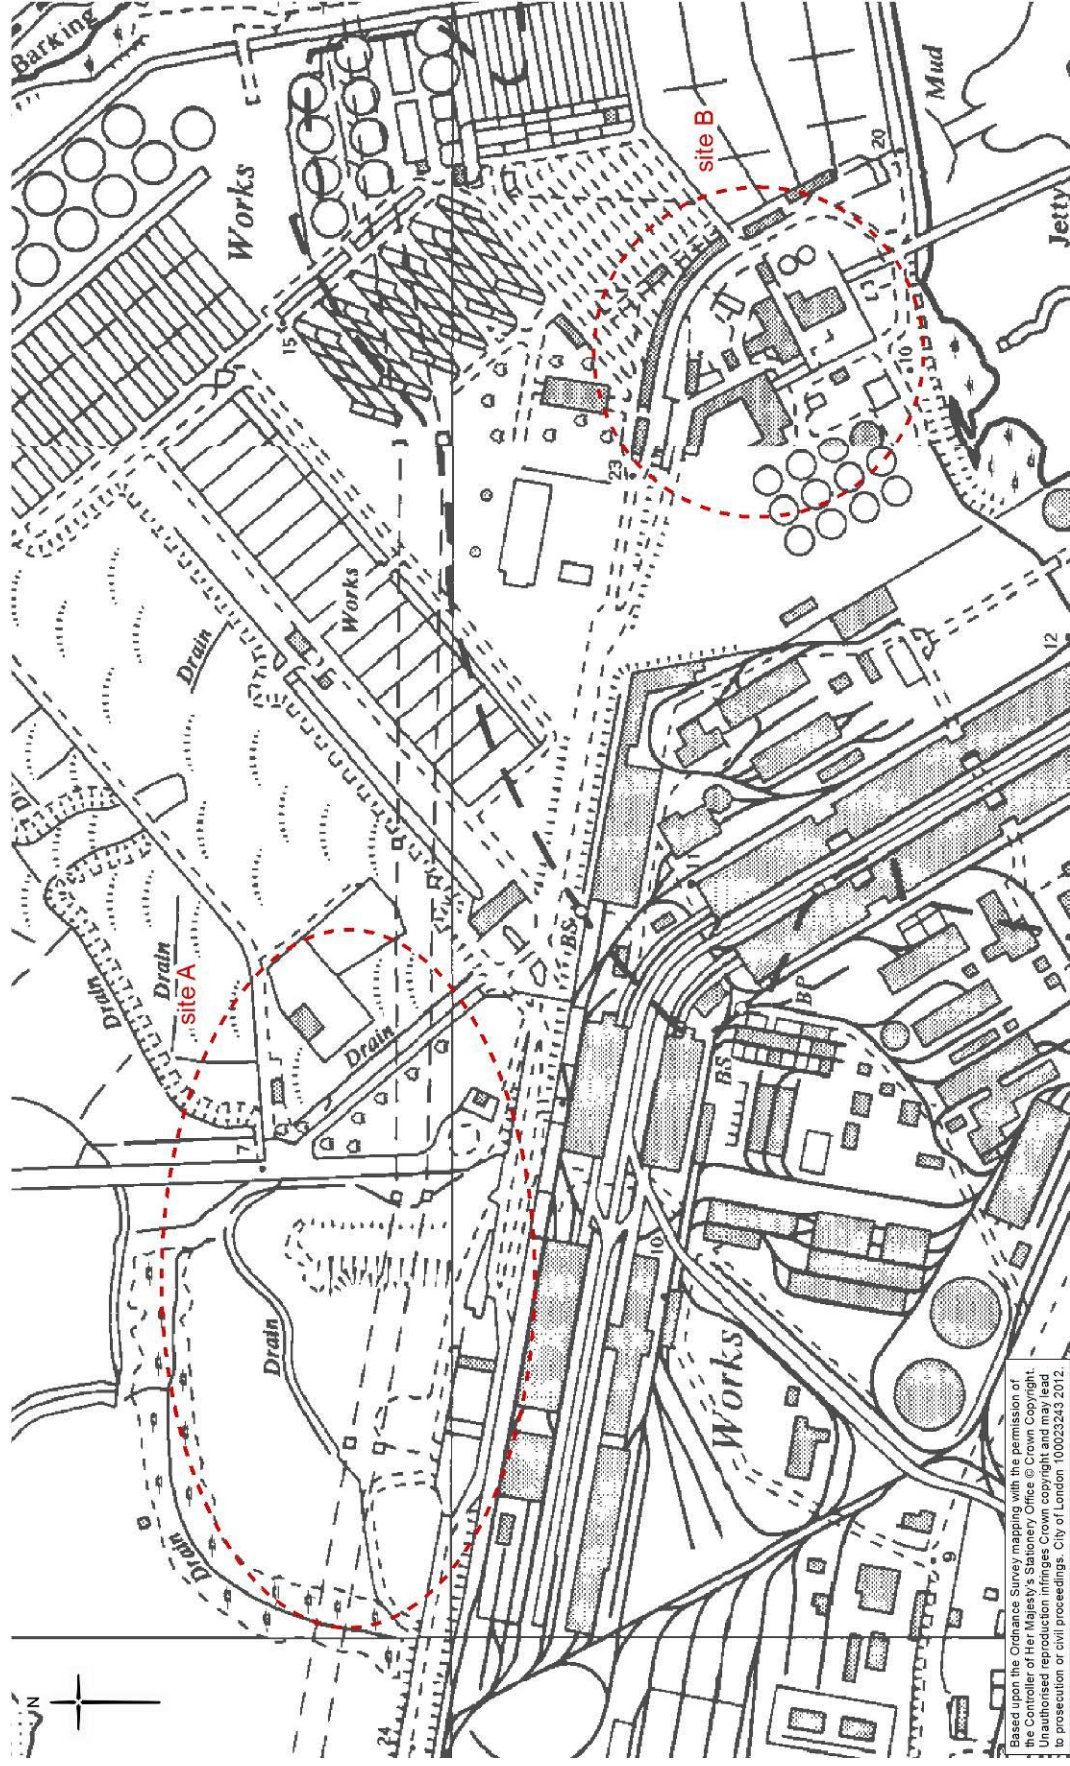 Barking
Works
Mud
site B
20
15
Jetty
10
23
Works
Drain
12
Dr
11
BS
Drain
Drain
site A
Drain
BP
BS
7
10
Drain
Works
Drain
9
N
24
Based upon the Ordnance Survey mapping with the permission of
the Controller of Her Majesty's Stationery Office © Crown Copyright.
Unauthorised reproduction infringes Crown copyright and may lead
to prosecution or civil proceedings. City of London 100023243 2012.